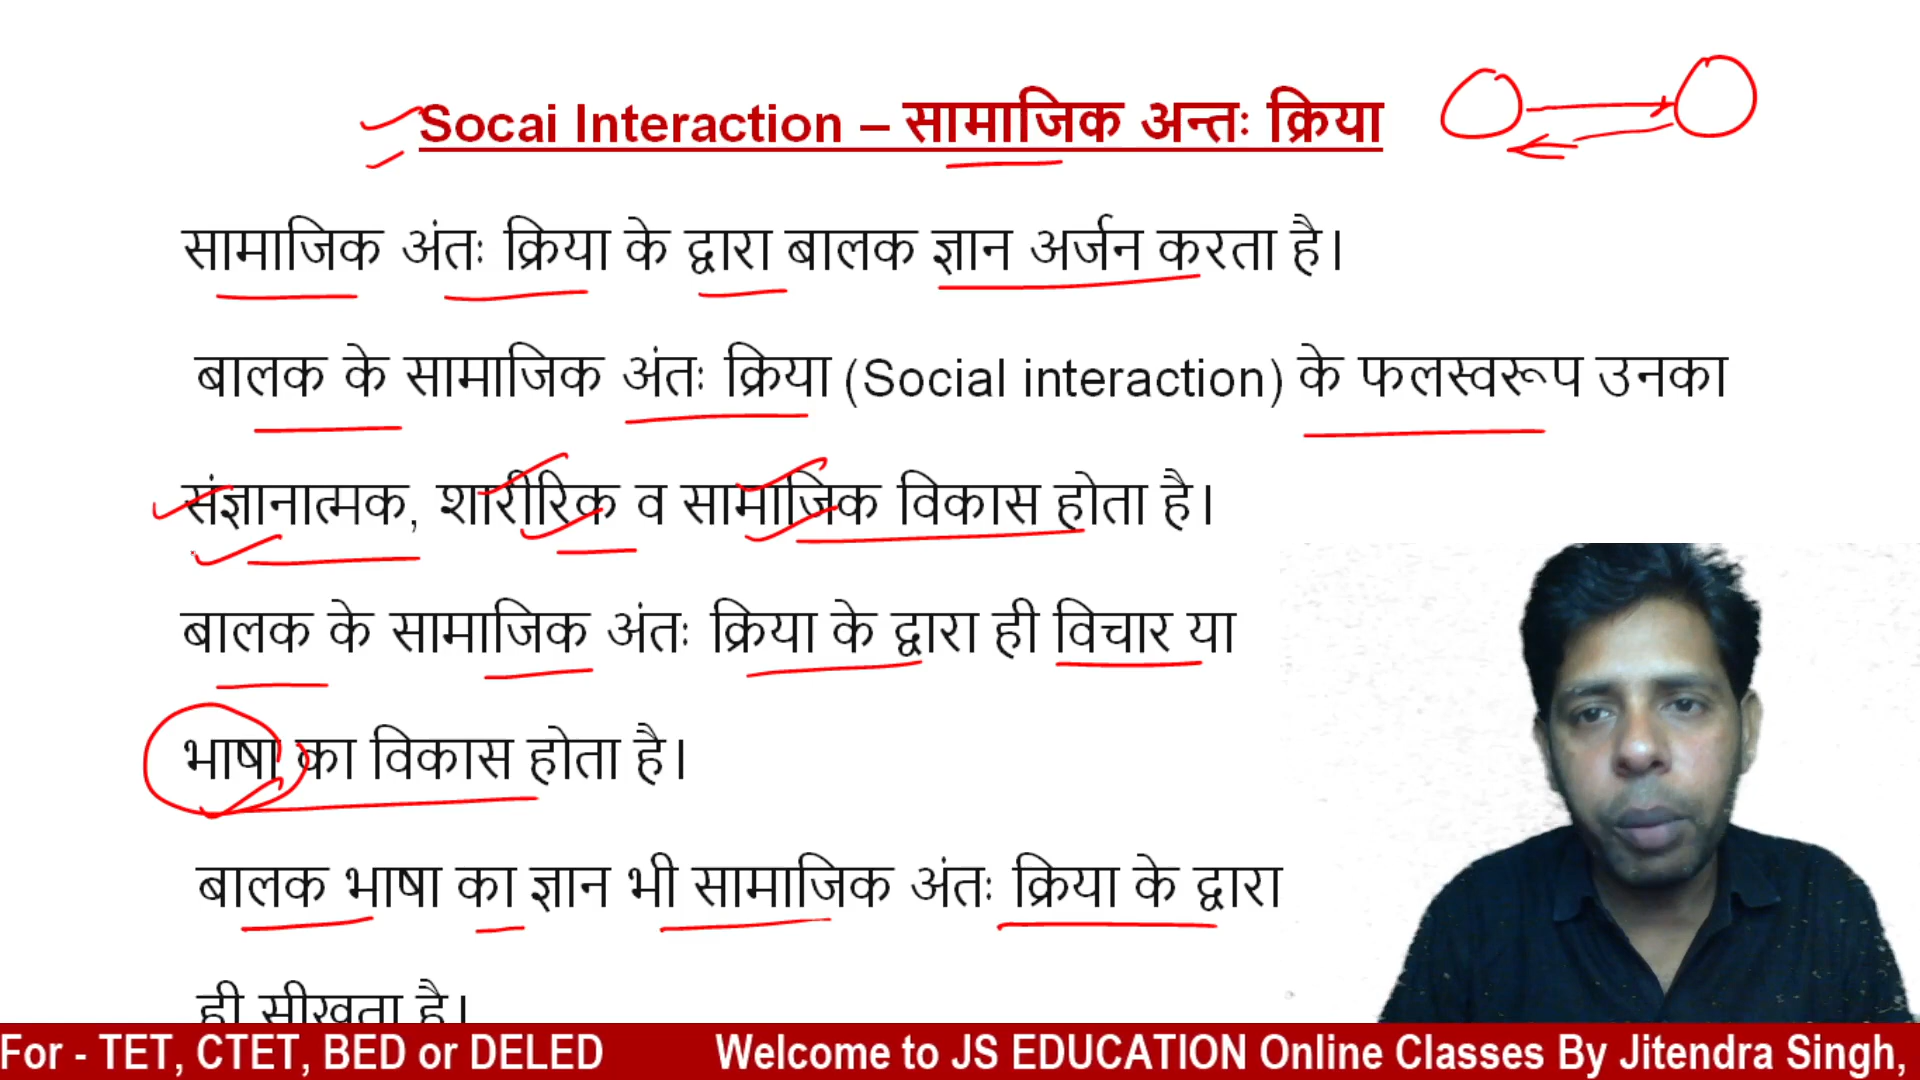 Socai Interaction – सामाजिक अन्तः क्रिया
सामाजिक अंतः क्रिया के द्वारा बालक ज्ञान अर्जन करता है।
बालक के सामाजिक अंतः क्रिया (Social interaction) के फलस्वरूप उनका
संज्ञानात्मक, शारीरिक व सामाजिक विकास होता है।
बालक के सामाजिक अंतः क्रिया के द्वारा ही विचार या
भाषा का विकास होता है।
बालक भाषा का ज्ञान भी सामाजिक अंतः क्रिया के द्वारा
ही सीखता है।
For - TET, CTET, BED or DELED Welcome to JS EDUCATION Online Classes By Jitendra Singh,